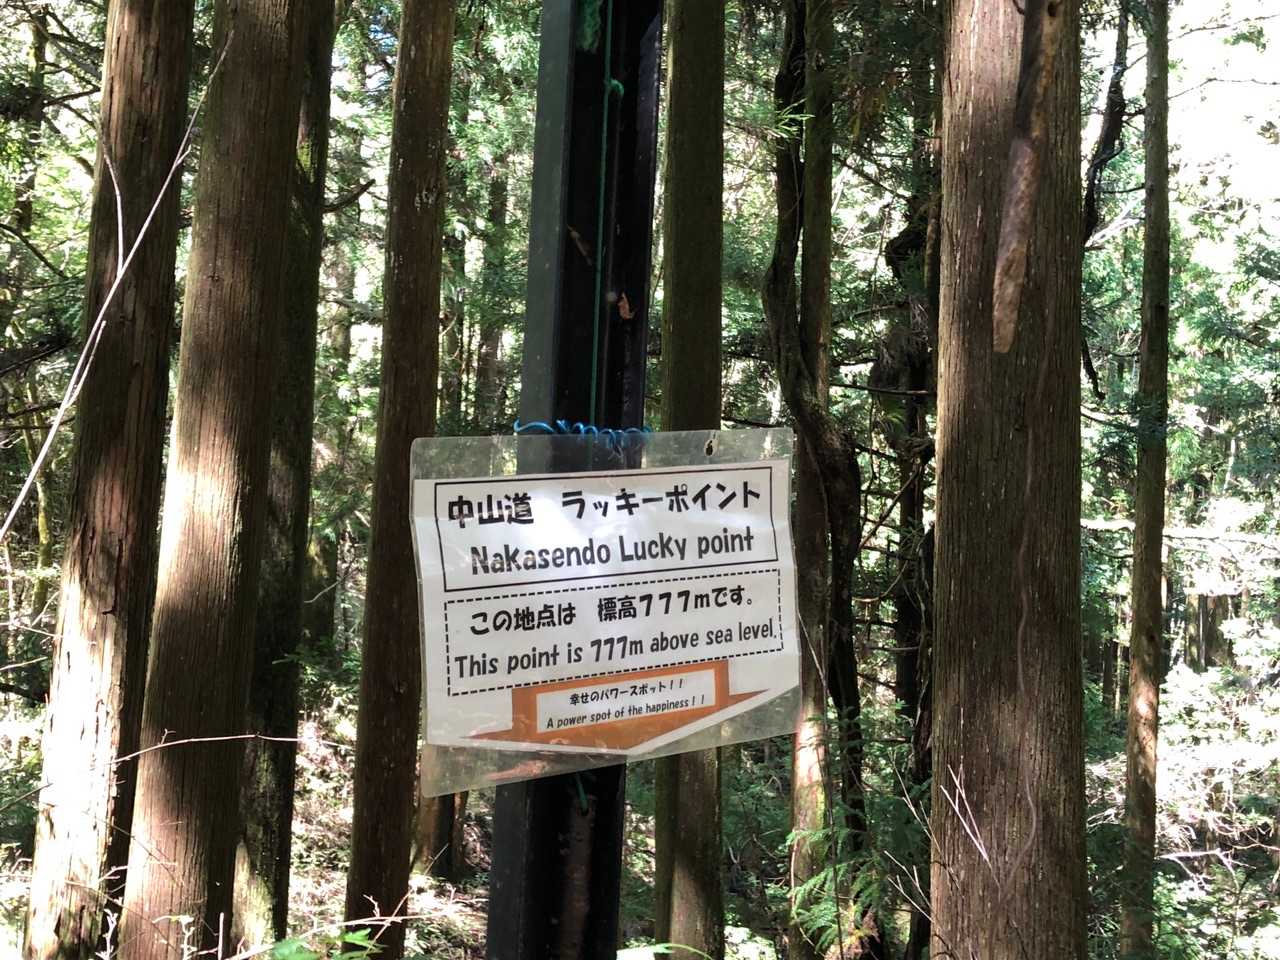 中山道　ラッキーポイント
Nakasendo Lucky point
この地点は　標高777mです。
This point is 777m above sea level.
幸せのパワースポット！！
A power spot of the happiness！！